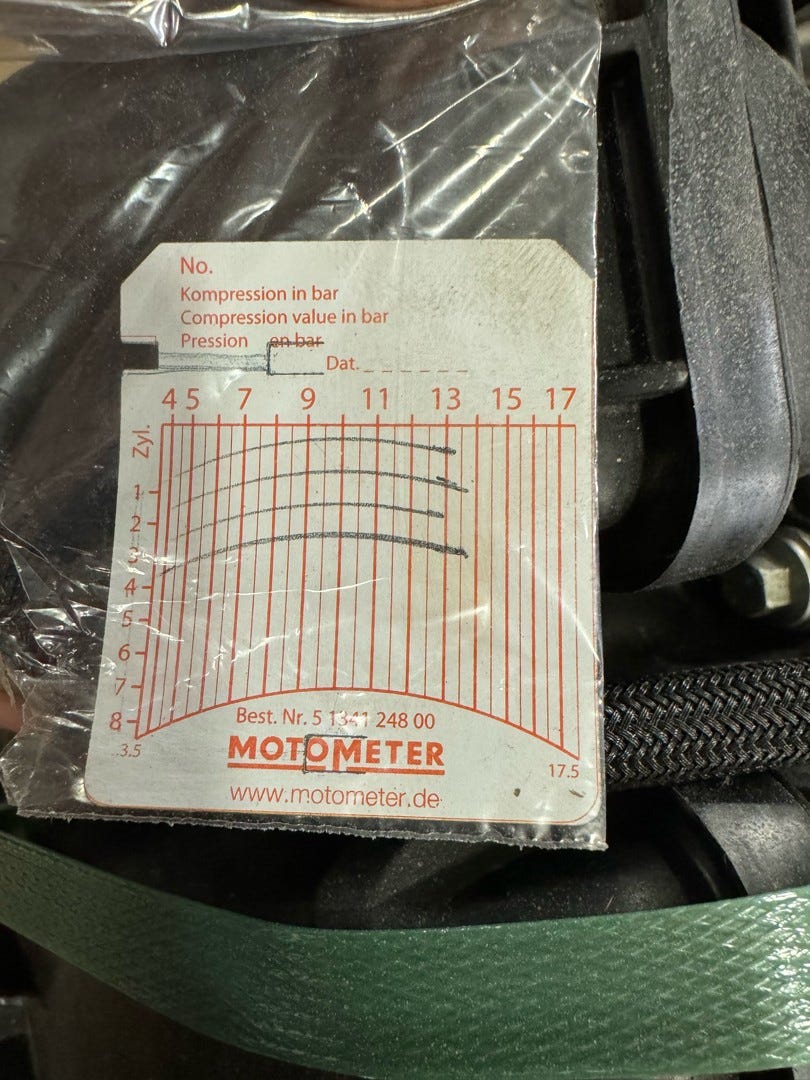 No.
Kompression in bar
Compression value in bar
Pression en bar
Dat.
4 5 7 9 11 13 15 17
Zyl.
1
2
3
4
5
6
7
8
3.5
17.5
Best. Nr. 5 1341 248 00
MOTOMETER
www.motometer.de